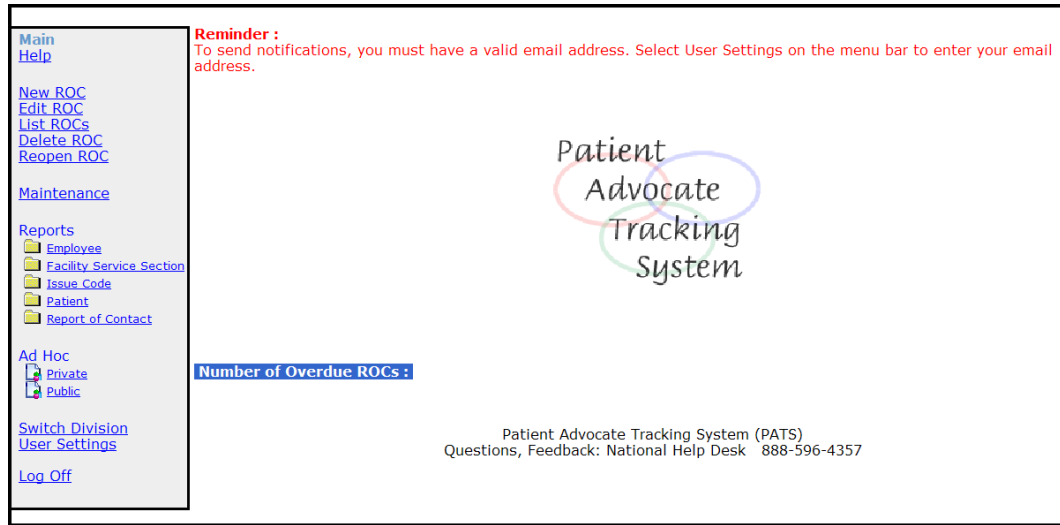 Main
Help
New ROC
Edit ROC
List ROCs
Delete ROC
Reopen ROC
Maintenance
Reports
Employee
Facility Service Section
Issue Code
Patient
Report of Contact
Ad Hoc
Private
Public
Switch Division
User Settings
Log Off
Reminder :
To send notifications, you must have a valid email address. Select User Settings on the menu bar to enter your email
address.
Patient
Advocate
Tracking
System
Number of Overdue ROCs :
Patient Advocate Tracking System (PATS)
Questions, Feedback: National Help Desk 888-596-4357